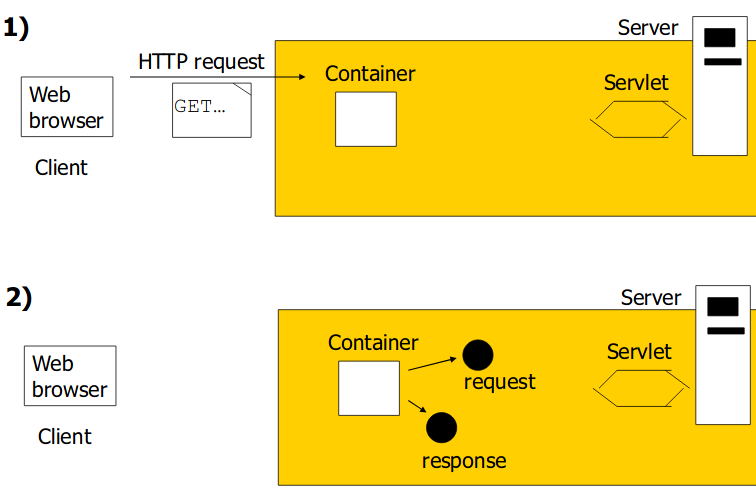 1)
Server
HTTP request
Container
Servlet
Web
browser
GET...
Client
2)
Server
Container
Servlet
Web
browser
request
Client
response